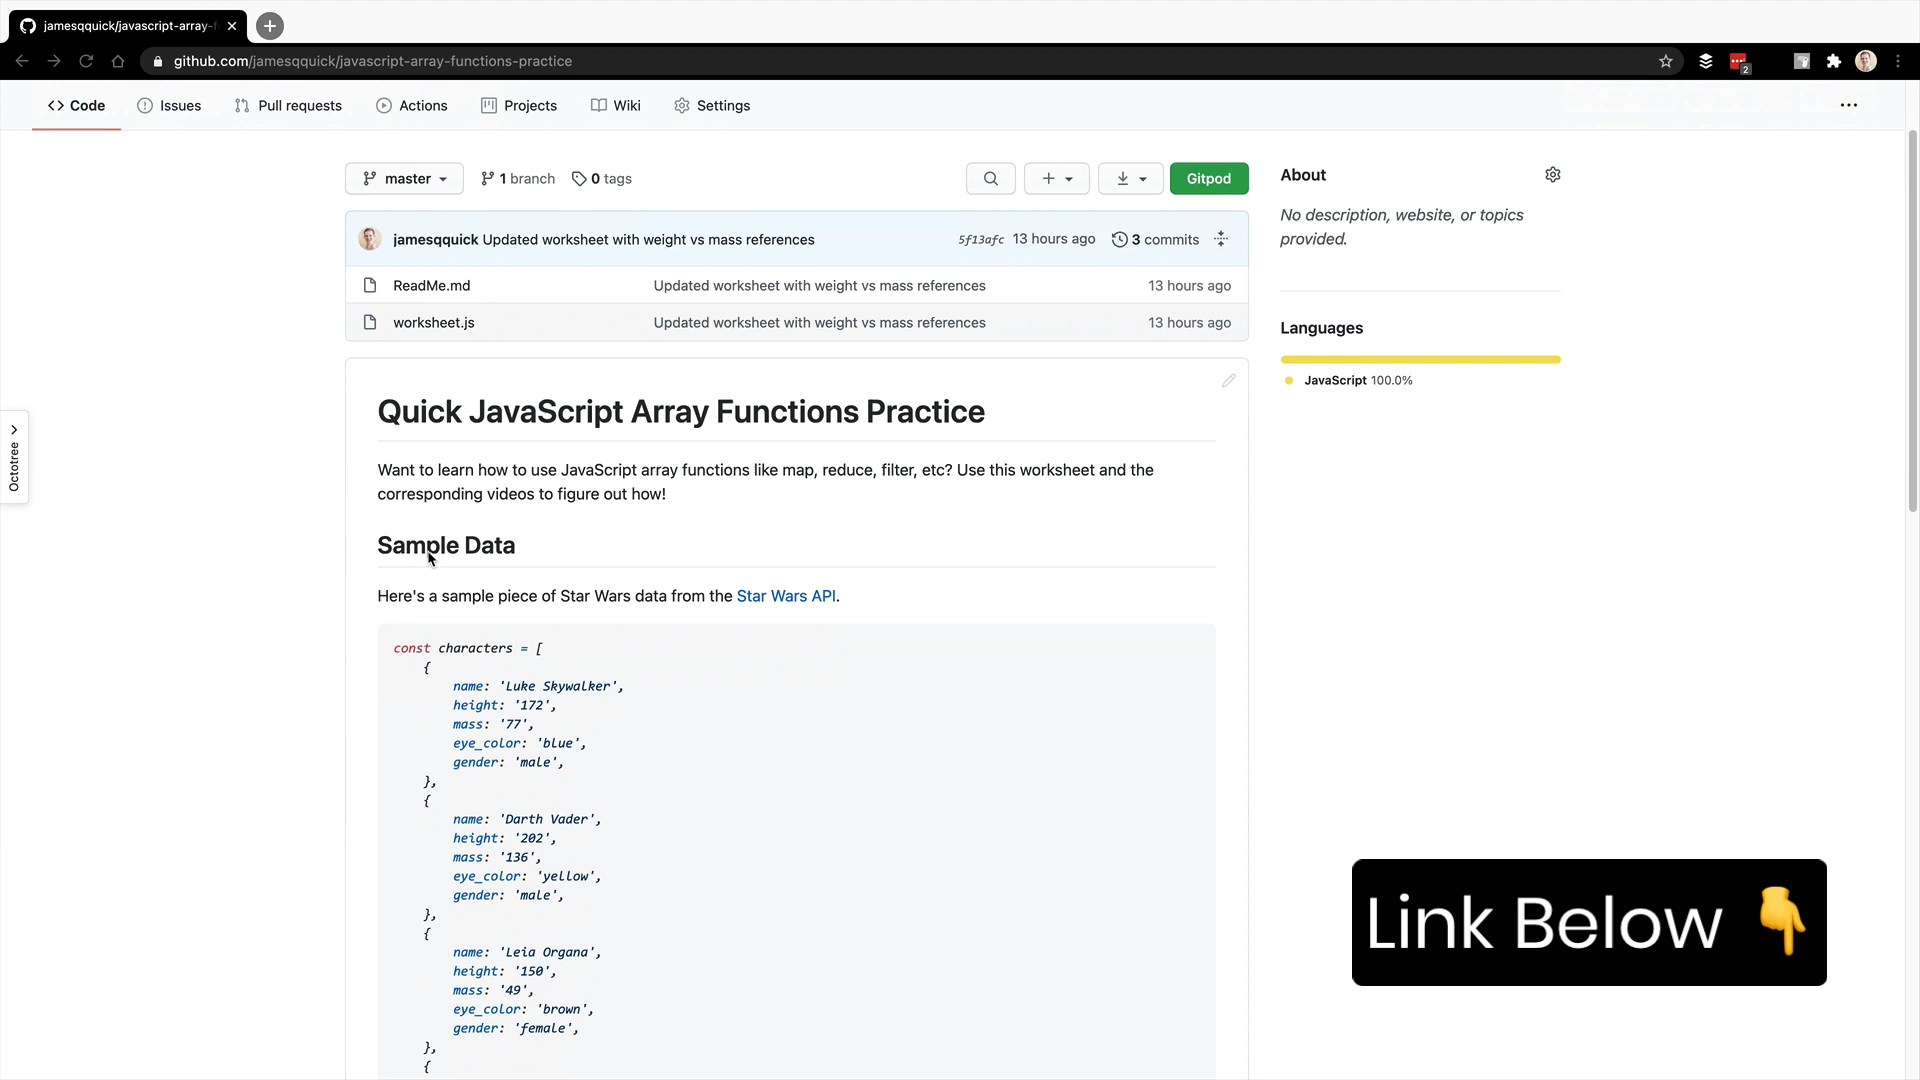 jamesqquick/javascript-array-f
github.com/jamesqquick/javascript-array-functions-practice
2
<> Code
Issues
Pull requests
Actions
Projects
Wiki
Settings
master
1 branch
0 tags
Gitpod
jamesqquick Updated worksheet with weight vs mass references
5f13afc 13 hours ago
3 commits
ReadMe.md
Updated worksheet with weight vs mass references
13 hours ago
worksheet.js
Updated worksheet with weight vs mass references
13 hours ago
About
No description, website, or topics
provided.
Languages
JavaScript 100.0%
Octotree
Quick JavaScript Array Functions Practice
Want to learn how to use JavaScript array functions like map, reduce, filter, etc? Use this worksheet and the
corresponding videos to figure out how!
Sample Data
Here's a sample piece of Star Wars data from the Star Wars API.
const characters = [
{
name: 'Luke Skywalker',
height: '172',
mass: '77',
eye_color: 'blue',
gender: 'male',
},
{
name: 'Darth Vader',
height: '202',
mass: '136',
eye_color: 'yellow',
gender: 'male',
},
{
name: 'Leia Organa',
height: '150',
mass: '49',
eye_color: 'brown',
gender: 'female',
},
{
Link Below 👇